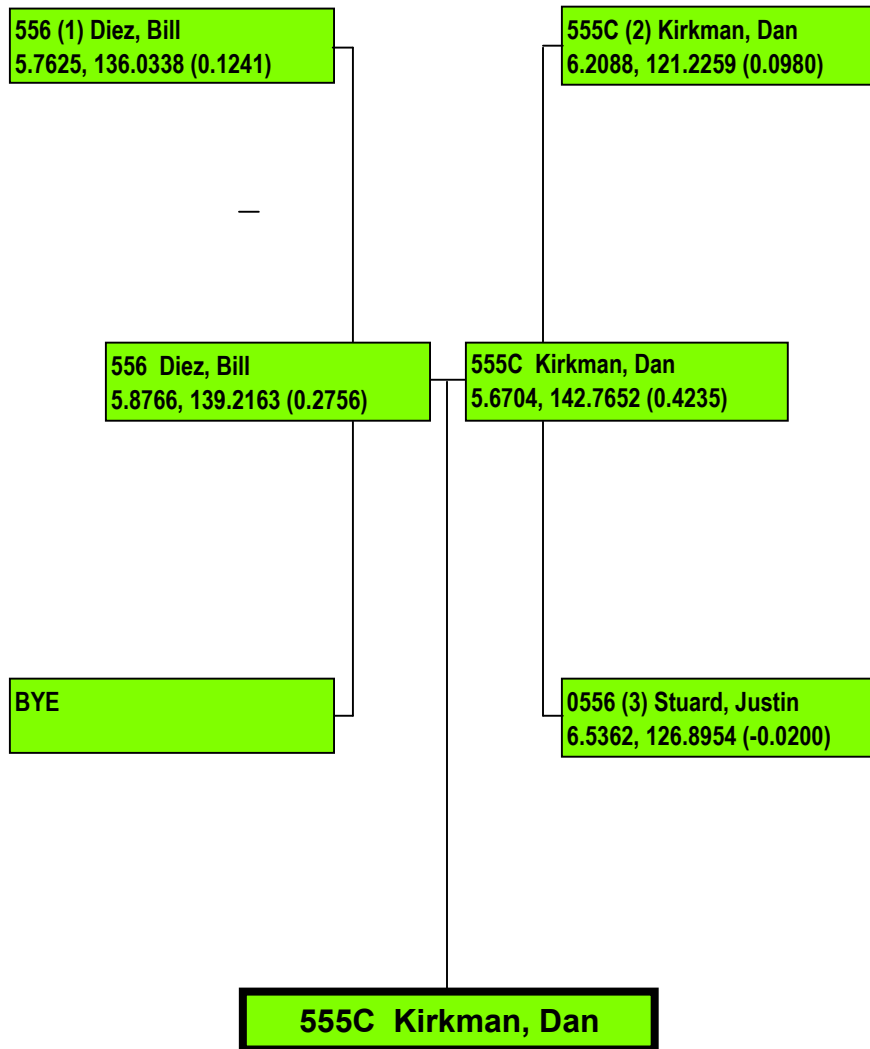 556 (1) Diez, Bill
5.7625, 136.0338 (0.1241)
555C (2) Kirkman, Dan
6.2088, 121.2259 (0.0980)
556  Diez, Bill
5.8766, 139.2163 (0.2756)
555C  Kirkman, Dan
5.6704, 142.7652 (0.4235)
BYE
0556 (3) Stuard, Justin
6.5362, 126.8954 (-0.0200)
555C  Kirkman, Dan